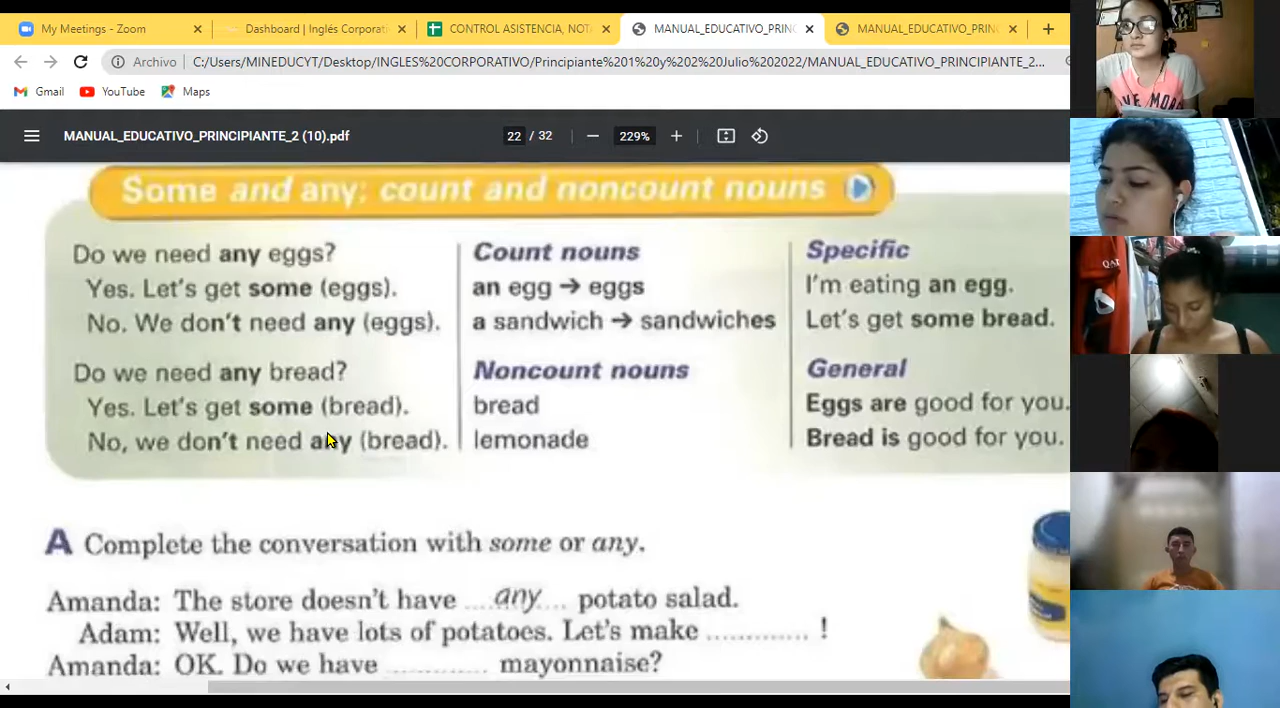 My Meetings - Zoom
Dashboard | Inglés Corporati
CONTROL ASISTENCIA, NOT
MANUAL_EDUCATIVO_PRIN
MANUAL_EDUCATIVO_PRIN
Archivo C:/Users/MINEDUCYT/Desktop/INGLES%20CORPORATIVO/Principiante%201%20y%202%20Julio%202022/MANUAL_EDUCATIVO_PRINCIPIANTE_2...
Gmail YouTube Maps
MANUAL_EDUCATIVO_PRINCIPIANTE_2 (10).pdf 22 / 32 229%
Some and any; count and noncount nouns
Do we need any eggs?
Yes. Let's get some (eggs).
No. We don't need any (eggs).
Do we need any bread?
Yes. Let's get some (bread).
No, we don't need any (bread).
Count nouns
an egg → eggs
a sandwich → sandwiches
Noncount nouns
bread
lemonade
Specific
I'm eating an egg.
Let's get some bread.
General
Eggs are good for you.
Bread is good for you.
A Complete the conversation with some or any.
Amanda: The store doesn't have ....any... potato salad.
Adam: Well, we have lots of potatoes. Let's make ............. !
Amanda: OK. Do we have ............. mayonnaise?